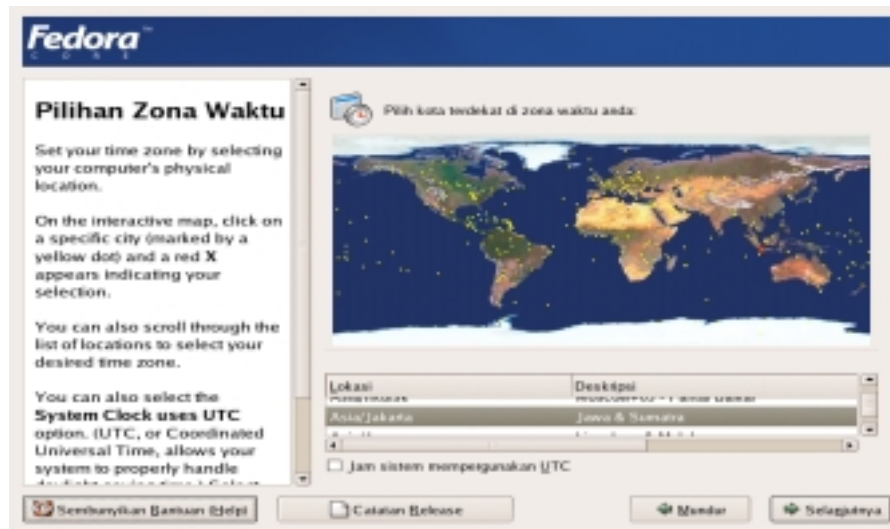 Fedora
CORE
Pilihan Zona Waktu
Set your time zone by selecting
your computer's physical
location.
On the interactive map, click on
a specific city (marked by a
yellow dot) and a red X
appears indicating your
selection.
You can also scroll through the
list of locations to select your
desired time zone.
You can also select the
System Clock uses UTC
option. (UTC, or Coordinated
Universal Time, allows your
system to properly handle
Pilih kota terdekat di zona waktu anda:
Lokasi Deskripsi
Asia/Jakarta Jawa & Sumatra
Jam sistem mempergunakan UTC
Sembunyikan Bantuan (Help)
Catatan Release
Mundur
Selanjutnya